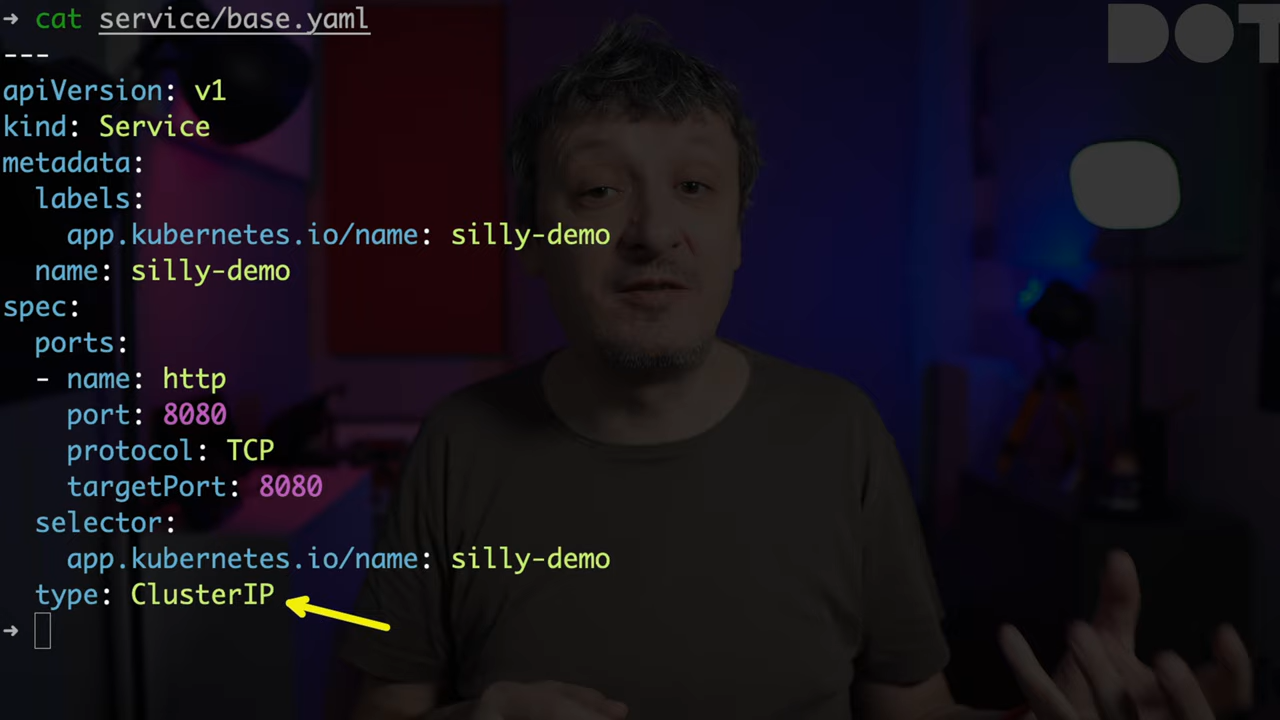 ➜ cat service/base.yaml
---
apiVersion: v1
kind: Service
metadata:
  labels:
    app.kubernetes.io/name: silly-demo
  name: silly-demo
spec:
  ports:
  - name: http
    port: 8080
    protocol: TCP
    targetPort: 8080
  selector:
    app.kubernetes.io/name: silly-demo
  type: ClusterIP
➜
DOT